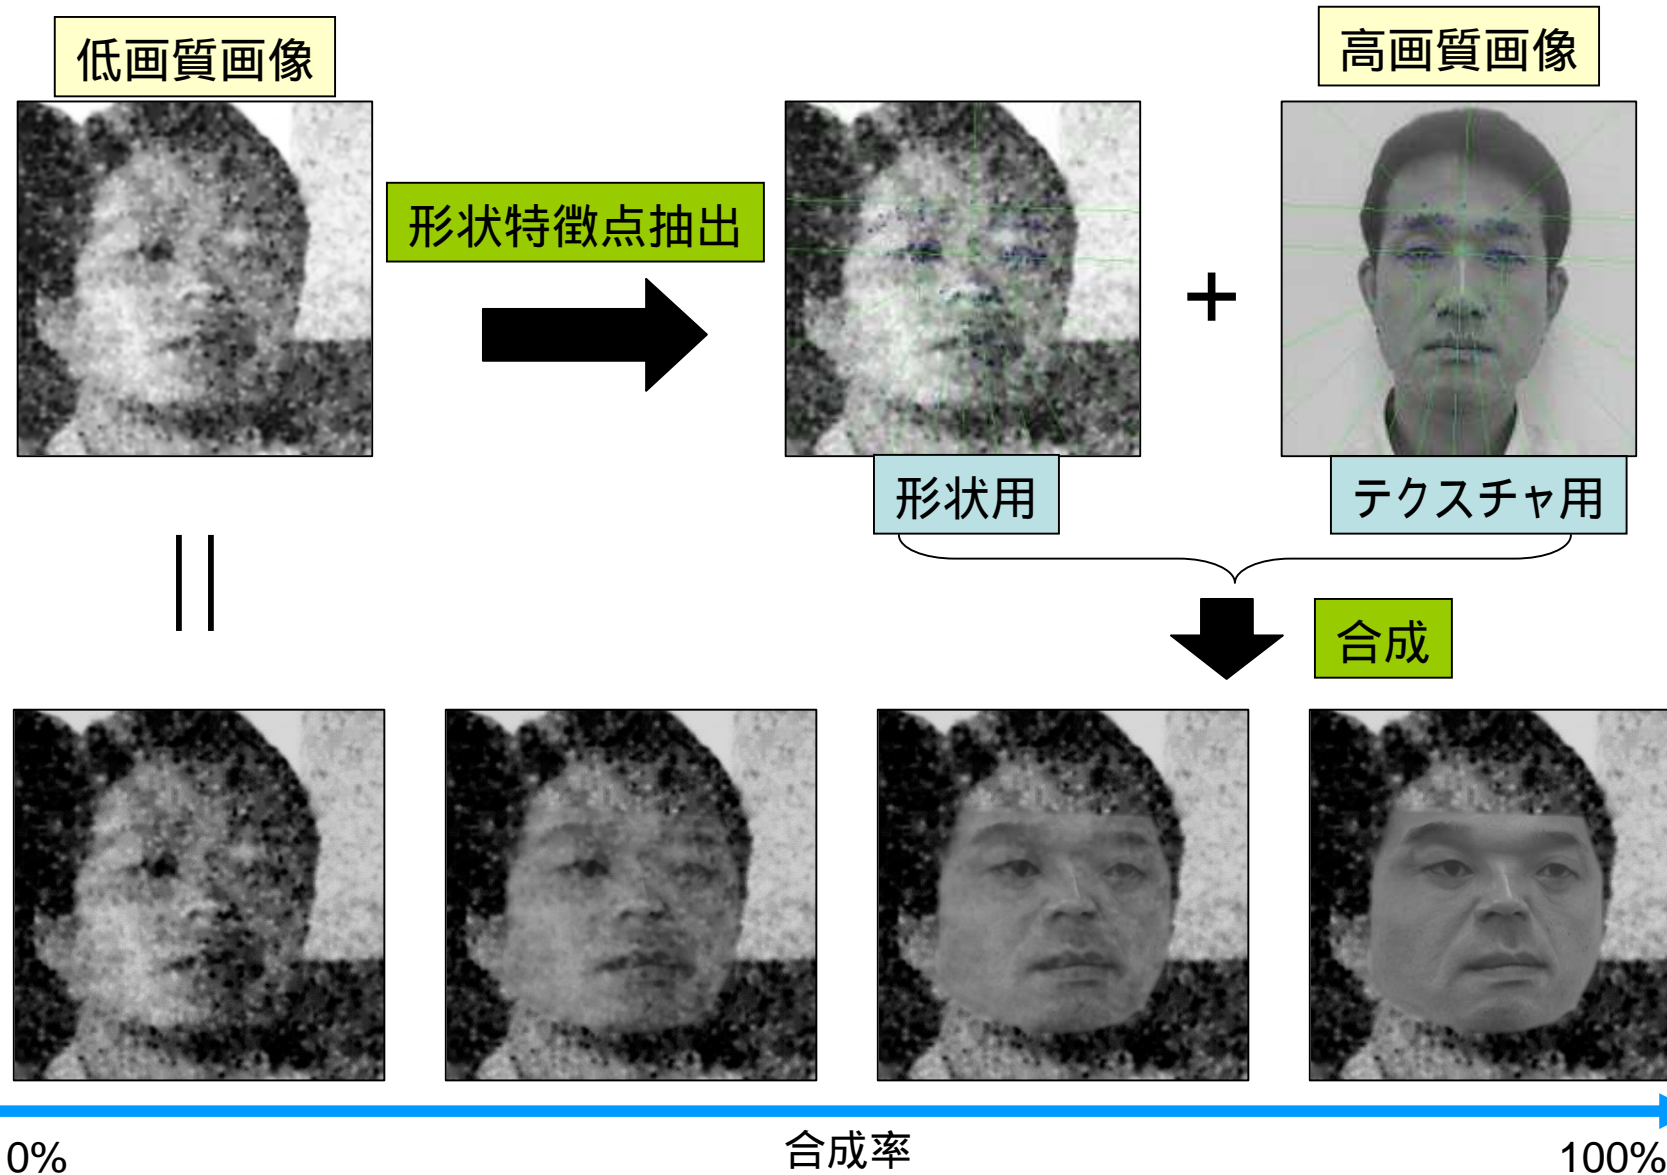 低画質画像
高画質画像
形状特徴点抽出
+
形状用
テクスチャ用
合成
0%
合成率
100%